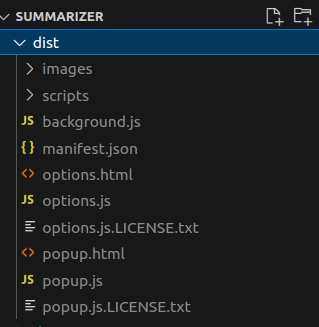 SUMMARIZER
dist
images
scripts
JS background.js
{ } manifest.json
<> options.html
JS options.js
options.js.LICENSE.txt
<> popup.html
JS popup.js
popup.js.LICENSE.txt